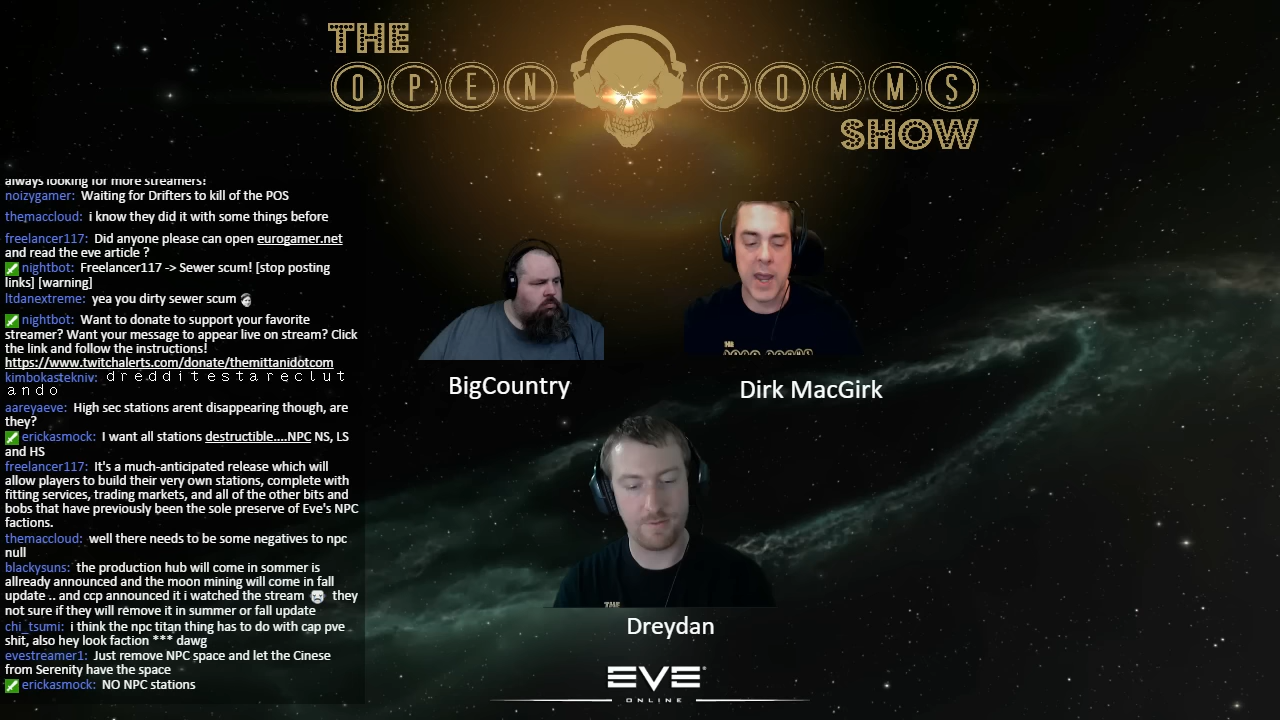 THE
OPEN COMMS
SHOW
always looking for more streamers!
noizygamer: Waiting for Drifters to kill of the POS
themaccloud: i know they did it with some things before
freelancer117: Did anyone please can open eurogamer.net
and read the eve article ?
nightbot: Freelancer117 -> Sewer scum! [stop posting
links] [warning]
ltdanextreme: yea you dirty sewer scum
nightbot: Want to donate to support your favorite
streamer? Want your message to appear live on stream? Click
the link and follow the instructions!
https://www.twitchalerts.com/donate/themittanidotcom
kimbokastekniv: d r e d d i t e s t a r e c l u t
a n d o
aareyaeve: High sec stations arent disappearing though, are
they?
erickasmock: I want all stations destructible....NPC NS, LS
and HS
freelancer117: It's a much-anticipated release which will
allow players to build their very own stations, complete with
fitting services, trading markets, and all of the other bits and
bobs that have previously been the sole preserve of Eve's NPC
factions.
themaccloud: well there needs to be some negatives to npc
null
blackysuns: the production hub will come in sommer is
allready announced and the moon mining will come in fall
update .. and ccp announced it i watched the stream they
not sure if they will remove it in summer or fall update
chi_tsumi: i think the npc titan thing has to do with cap pve
shit, also hey look faction *** dawg
evestreamer1: Just remove NPC space and let the Cinese
from Serenity have the space
erickasmock: NO NPC stations
BigCountry
THE
Dirk MacGirk
THE
Dreydan
EVE
ONLINE